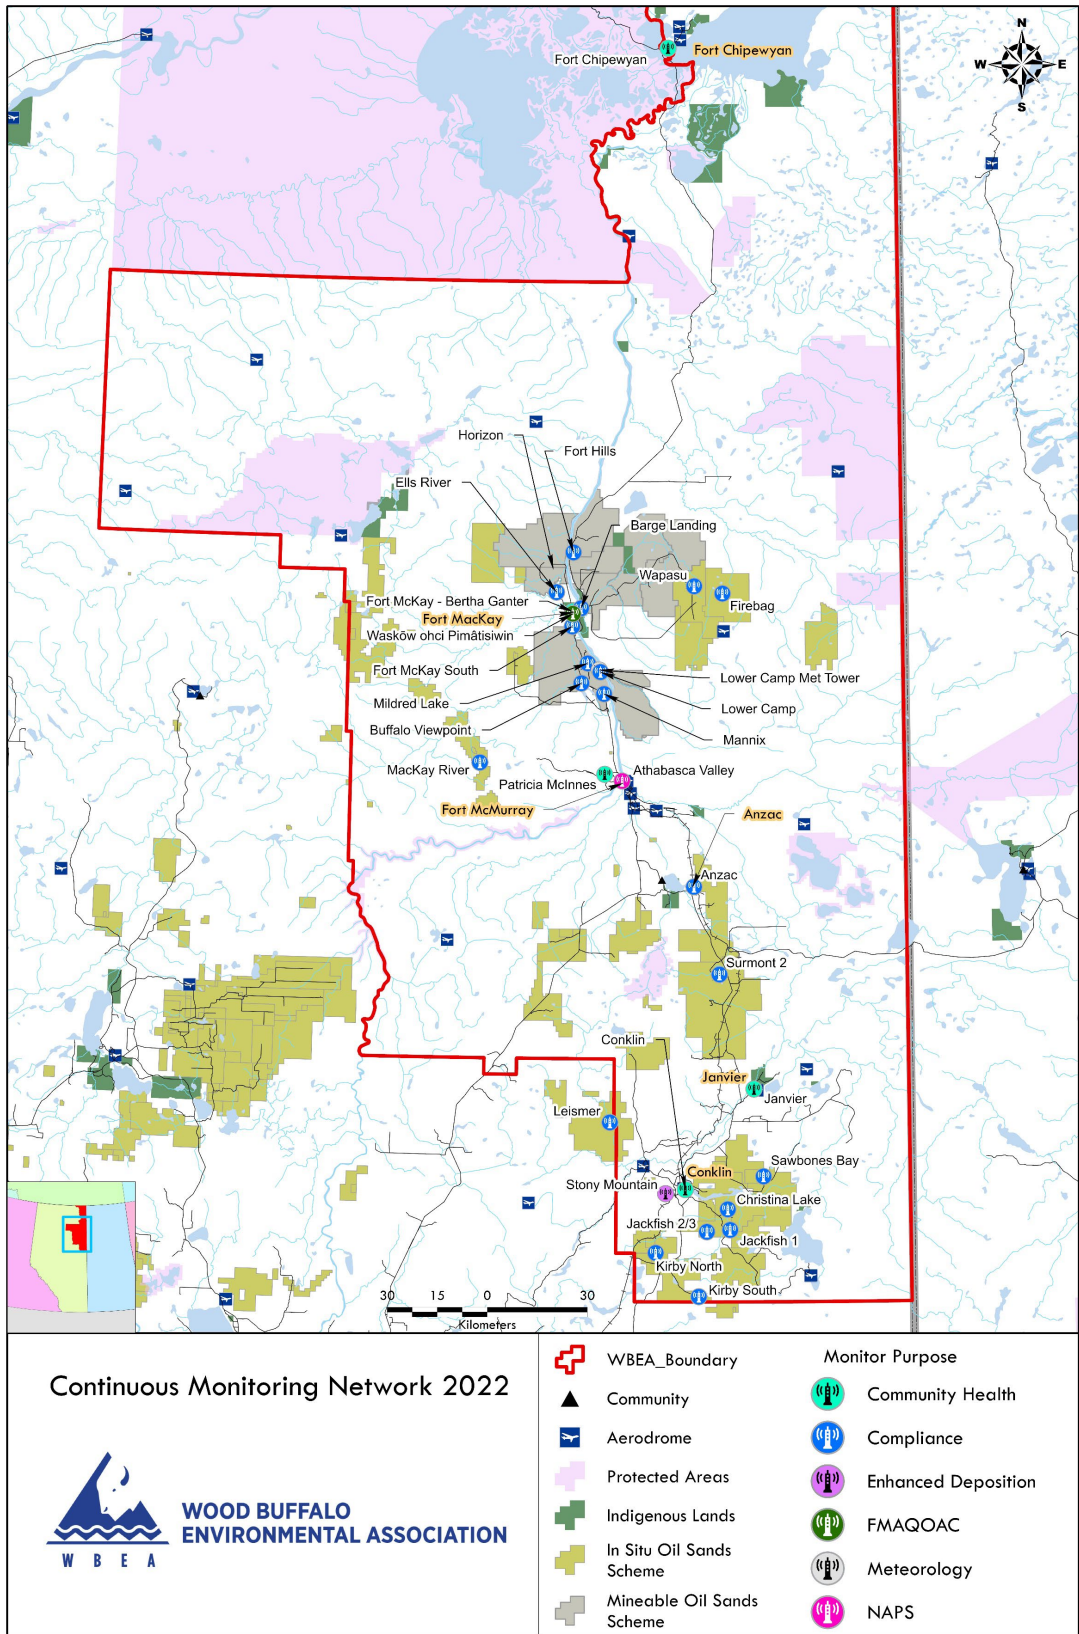 N
W E
S
Fort Chipewyan
Fort Chipewyan
Horizon
Fort Hills
Ells River
Barge Landing
Wapasu
Firebag
Fort McKay - Bertha Ganter
Fort MacKay
Waskōw ohci Pimâtisiwin
Fort McKay South
Lower Camp Met Tower
Mildred Lake
Lower Camp
Buffalo Viewpoint
Mannix
MacKay River
Athabasca Valley
Patricia McInnes
Fort McMurray
Anzac
Anzac
Surmont 2
Conklin
Janvier
Janvier
Leismer
Sawbones Bay
Conklin
Stony Mountain
Christina Lake
Jackfish 2/3
Jackfish 1
Kirby North
Kirby South
30 15 0 30
Kilometers
Continuous Monitoring Network 2022
WBEA
WOOD BUFFALO
ENVIRONMENTAL ASSOCIATION
WBEA_Boundary
Community
Aerodrome
Protected Areas
Indigenous Lands
In Situ Oil Sands
Scheme
Mineable Oil Sands
Scheme
Monitor Purpose
Community Health
Compliance
Enhanced Deposition
FMAQOAC
Meteorology
NAPS